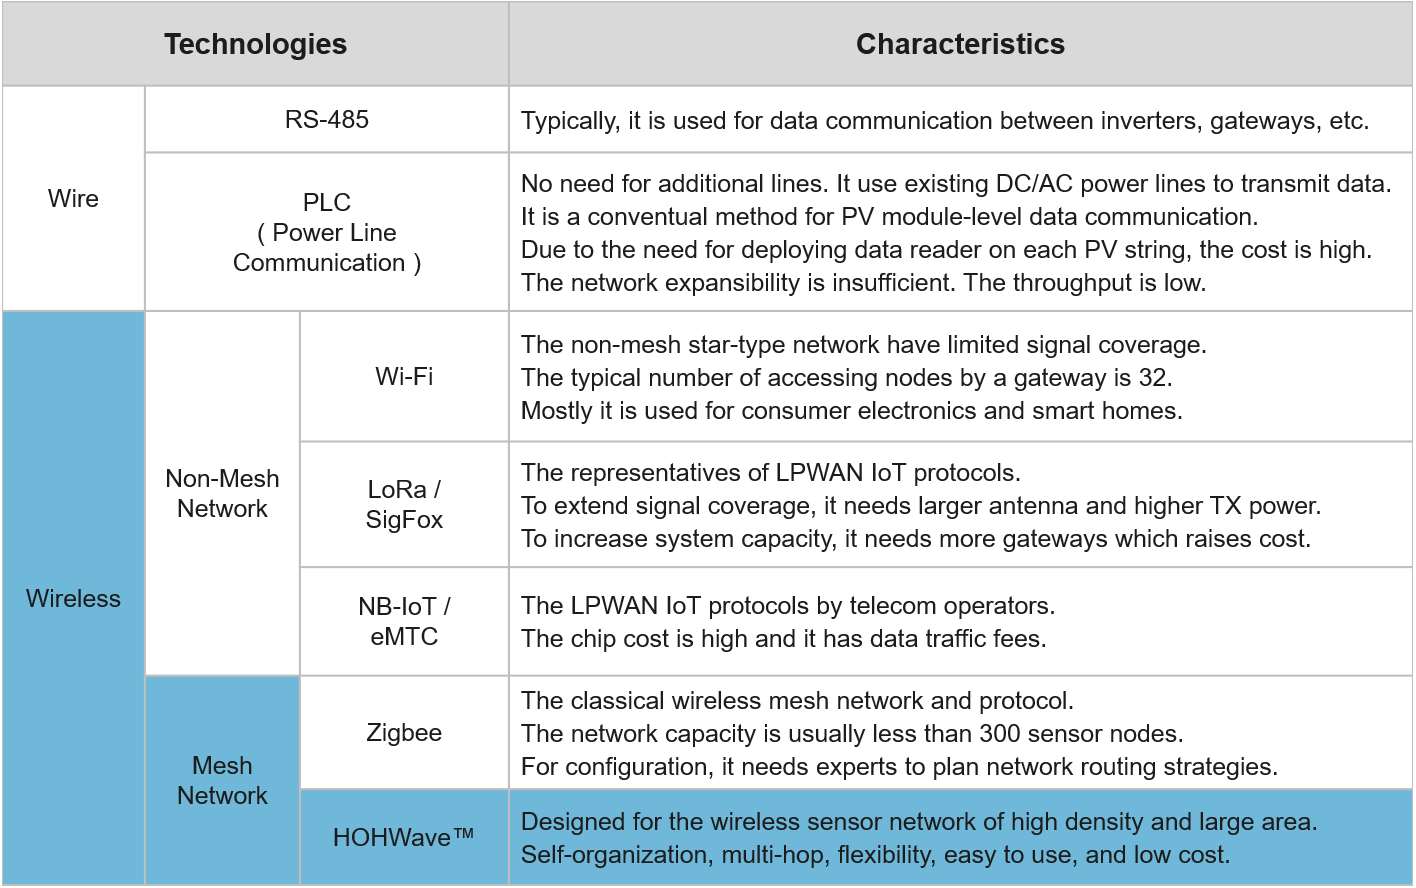 Technologies
Characteristics
Wire
RS-485
Typically, it is used for data communication between inverters, gateways, etc.
PLC
( Power Line
Communication )
No need for additional lines. It use existing DC/AC power lines to transmit data.
It is a conventual method for PV module-level data communication.
Due to the need for deploying data reader on each PV string, the cost is high.
The network expansibility is insufficient. The throughput is low.
Wireless
Non-Mesh
Network
Wi-Fi
The non-mesh star-type network have limited signal coverage.
The typical number of accessing nodes by a gateway is 32.
Mostly it is used for consumer electronics and smart homes.
LoRa /
SigFox
The representatives of LPWAN IoT protocols.
To extend signal coverage, it needs larger antenna and higher TX power.
To increase system capacity, it needs more gateways which raises cost.
NB-IoT /
eMTC
The LPWAN IoT protocols by telecom operators.
The chip cost is high and it has data traffic fees.
Mesh
Network
Zigbee
The classical wireless mesh network and protocol.
The network capacity is usually less than 300 sensor nodes.
For configuration, it needs experts to plan network routing strategies.
HOHWave™
Designed for the wireless sensor network of high density and large area.
Self-organization, multi-hop, flexibility, easy to use, and low cost.